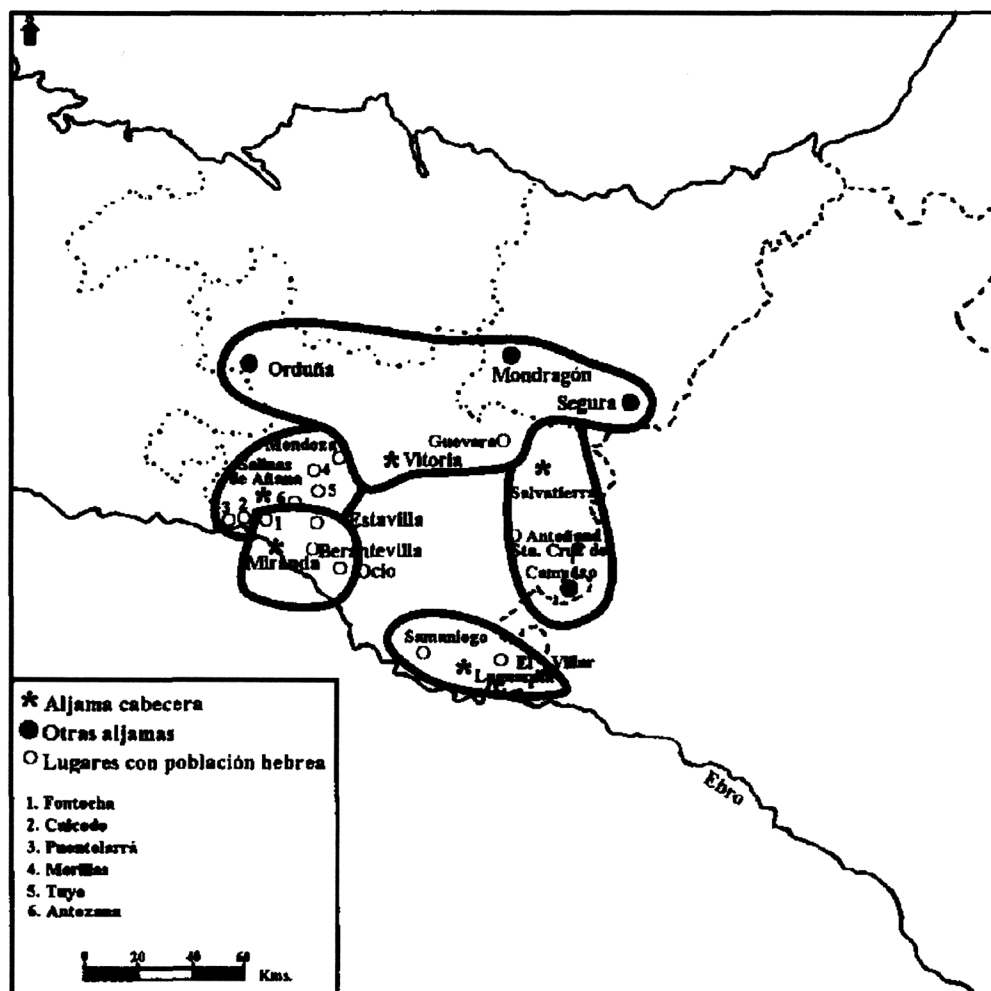 Orduña
Mondragón
Segura
Guevara
Mendoza
Vitoria
4
Salinas
de Añana
5
Salvatierra
6
3
2
1
Estavilla
Antoñana
Berantevilla
Sta. Cruz de
Miranda
Ocio
Campezo
Samaniego
El Villar
Laguardia
Ebro
Aljama cabecera
Otras aljamas
Lugares con población hebrea
1. Fontecha
2. Caicedo
3. Puentelarrá
4. Morillas
5. Tuyo
6. Antezana
0 20 40 60
Kms.